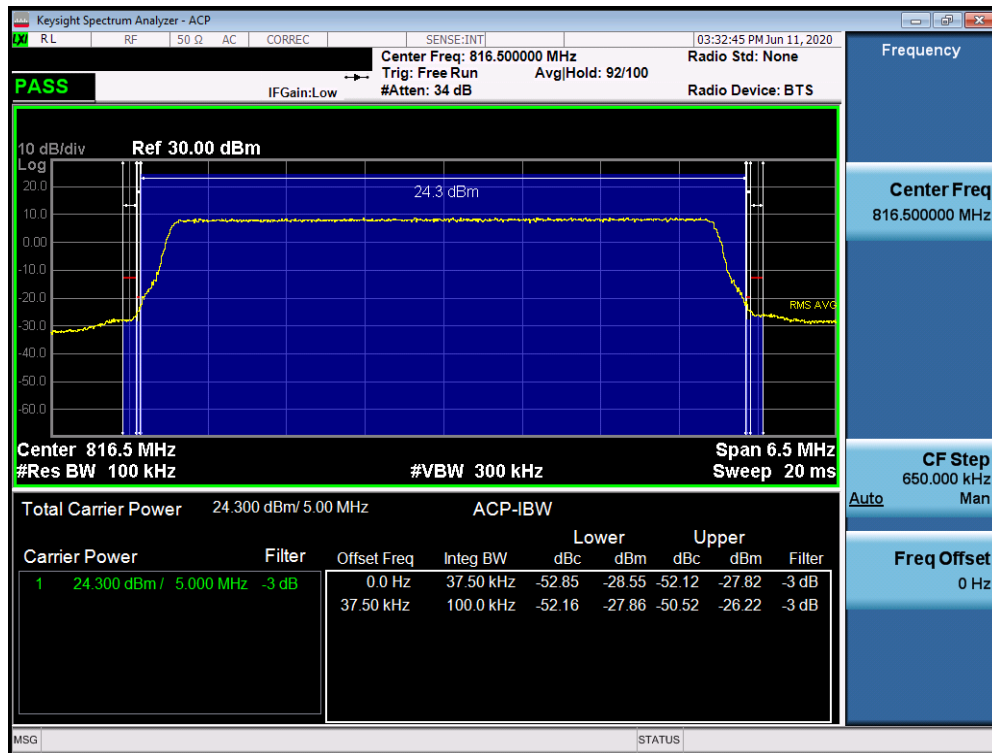 Keysight Spectrum Analyzer - ACP
LXI RL RF 50 Ω AC CORREC SENSE:INT 03:32:45 PM Jun 11, 2020
Center Freq: 816.500000 MHz Radio Std: None
Trig: Free Run Avg|Hold: 92/100
PASS IFGain:Low #Atten: 34 dB Radio Device: BTS
Frequency
10 dB/div Ref 30.00 dBm
Log
20.0
24.3 dBm
10.0
0.00
-10.0
-20.0
RMS AVG
-30.0
-40.0
-50.0
-60.0
Center 816.5 MHz Span 6.5 MHz
#Res BW 100 kHz #VBW 300 kHz Sweep 20 ms
Total Carrier Power 24.300 dBm/ 5.00 MHz ACP-IBW
Lower Upper
Carrier Power Filter Offset Freq Integ BW dBc dBm dBc dBm Filter
1 24.300 dBm / 5.000 MHz -3 dB 0.0 Hz 37.50 kHz -52.85 -28.55 -52.12 -27.82 -3 dB
37.50 kHz 100.0 kHz -52.16 -27.86 -50.52 -26.22 -3 dB
Center Freq
816.500000 MHz
CF Step
650.000 kHz
Auto Man
Freq Offset
0 Hz
MSG STATUS